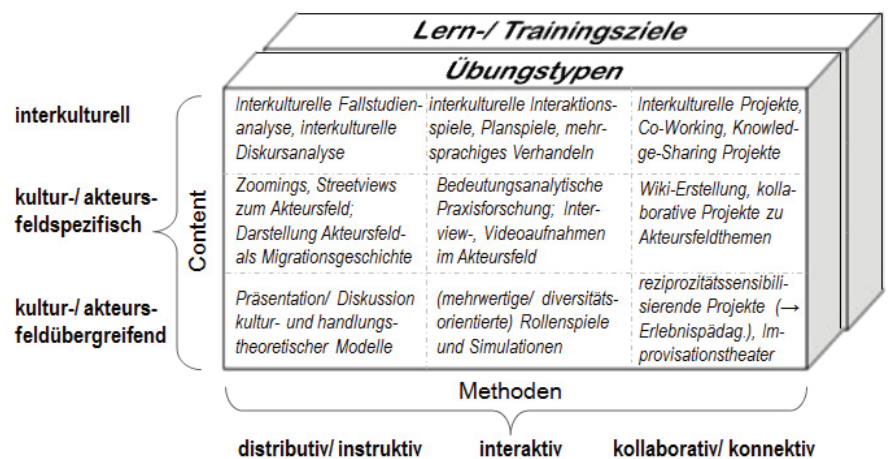 Lern-/ Trainingsziele
Übungstypen
interkulturell
Interkulturelle Fallstudien-
analyse, interkulturelle
Diskursanalyse
interkulturelle Interaktions-
spiele, Planspiele, mehr-
sprachiges Verhandeln
Interkulturelle Projekte,
Co-Working, Knowled-
ge-Sharing Projekte
Content
kultur-/ akteurs-
feldspezifisch
Zoomings, Streetviews
zum Akteursfeld;
Darstellung Akteursfeld-
als Migrationsgeschichte
Bedeutungsanalytische
Praxisforschung; Inter-
view-, Videoaufnahmen
im Akteursfeld
Wiki-Erstellung, kolla-
borative Projekte zu
Akteursfeldthemen
kultur-/ akteurs-
feldübergreifend
Präsentation/ Diskussion
kultur- und handlungs-
theoretischer Modelle
(mehrwertige/ diversitäts-
orientierte) Rollenspiele
und Simulationen
reziprozitätssensibili-
sierende Projekte (→
Erlebnispädag.), Im-
provisationstheater
Methoden
distributiv/ instruktiv
interaktiv
kollaborativ/ konnektiv